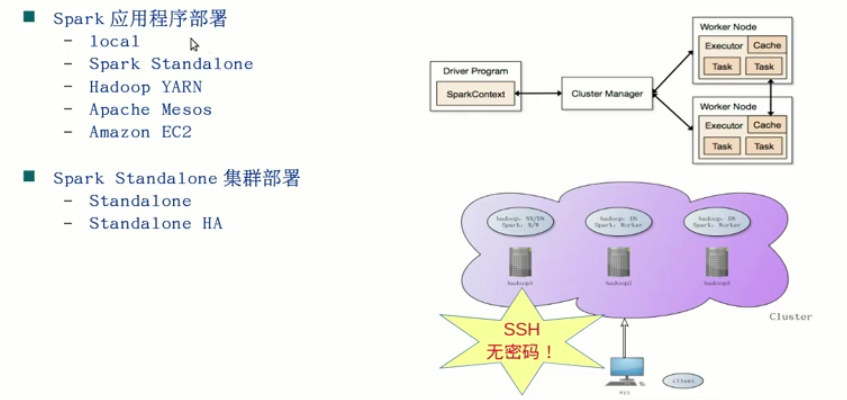 Spark 应用程序部署
- local
- Spark Standalone
- Hadoop YARN
- Apache Mesos
- Amazon EC2
Spark Standalone 集群部署
- Standalone
- Standalone HA
Driver Program
SparkContext
Cluster Manager
Worker Node
Executor
Cache
Task
Task
Worker Node
Executor
Cache
Task
Task
hadoop: NN/DN
Spark: M/W
hadoop: DN
Spark: Worker
hadoop: DN
Spark: Worker
hadoop1
hadoop2
hadoop3
Cluster
SSH
无密码！
client